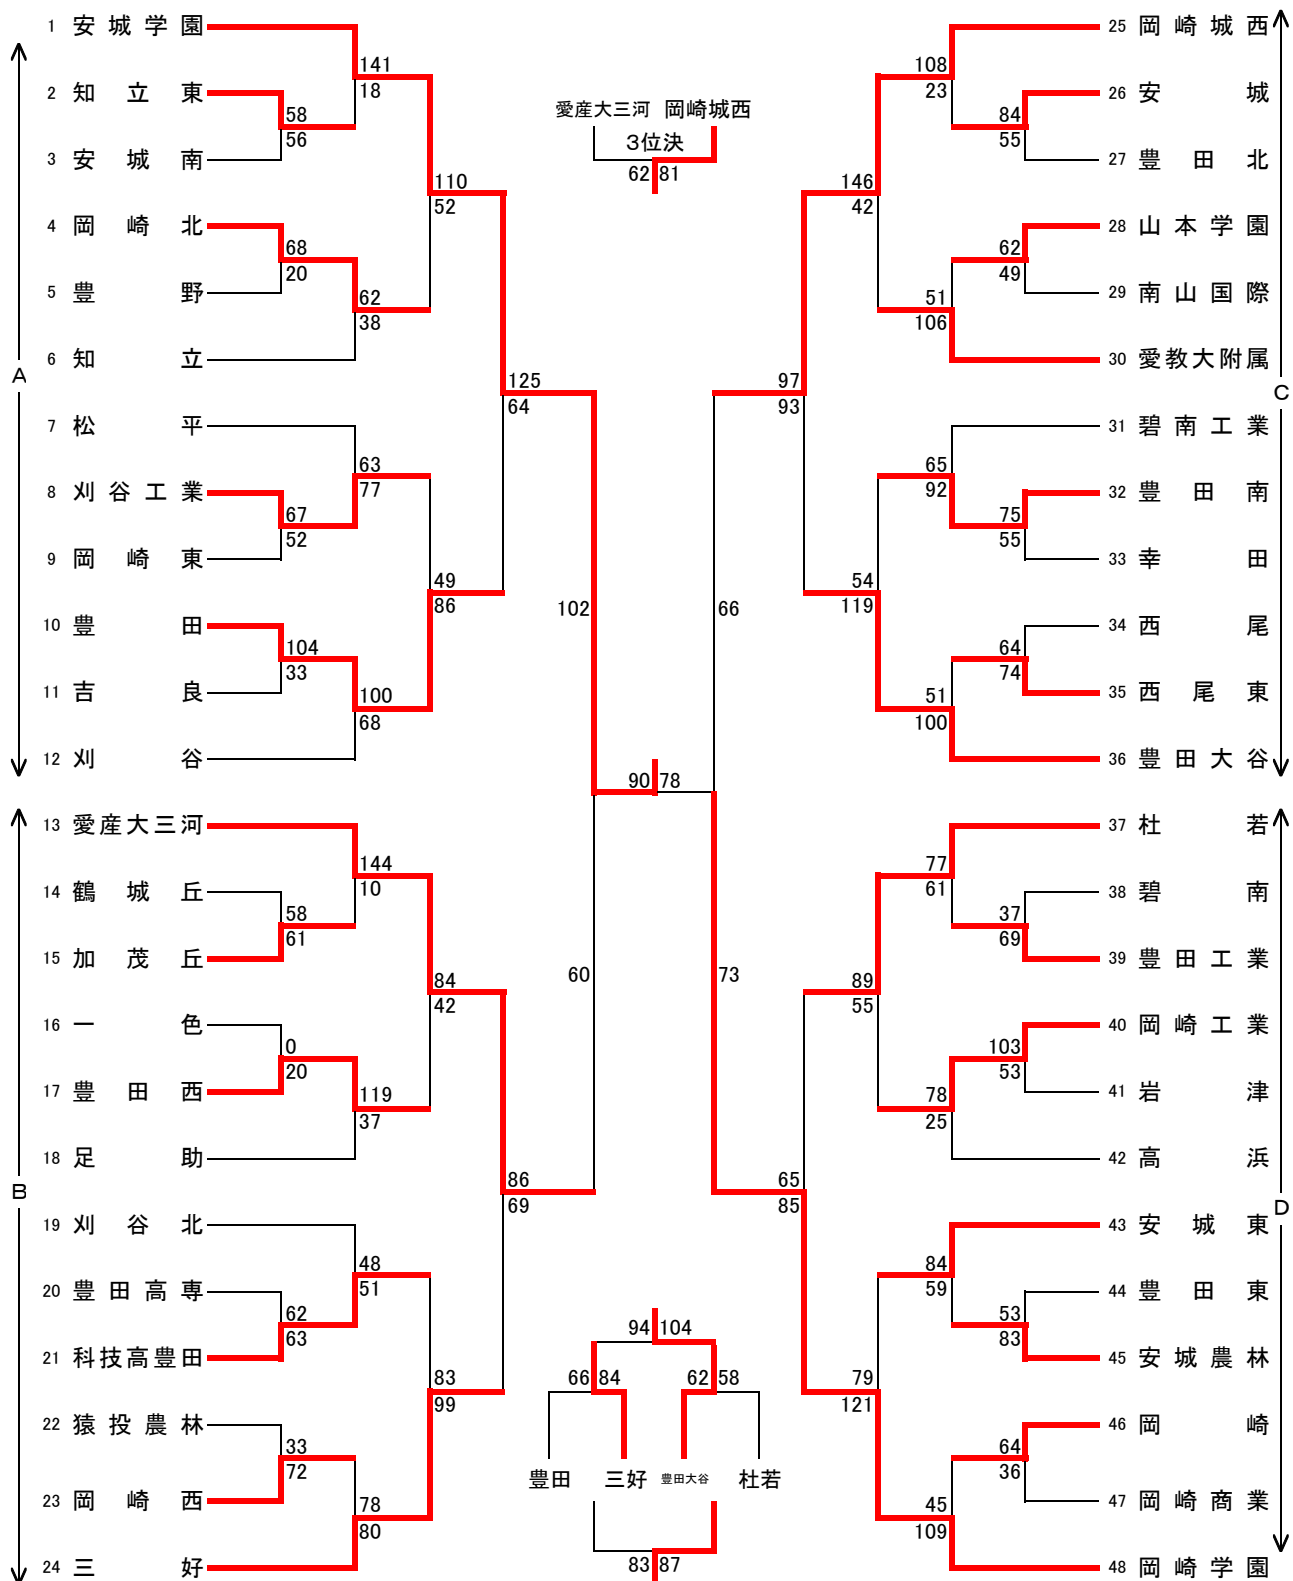 1 安城学園
2 知立東
3 安城南
4 岡崎北
5 豊野
6 知立
7 松平
8 刈谷工業
9 岡崎東
10 豊田
11 吉良
12 刈谷
A
141
18
58
56
110
52
68
20
62
38
125
64
63
77
67
52
49
86
104
33
100
68
13 愛産大三河
14 鶴城丘
15 加茂丘
16 一色
17 豊田西
18 足助
19 刈谷北
20 豊田高専
21 科技高豊田
22 猿投農林
23 岡崎西
24 三好
B
144
10
58
61
84
42
0
20
119
37
86
69
48
51
62
63
83
99
33
72
78
80
愛産大三河 岡崎城西
3位決
62 81
102
66
90 78
60
73
94 104
66 84
62 58
豊田 三好 豊田大谷 杜若
83 87
25 岡崎城西
26 安城
27 豊田北
28 山本学園
29 南山国際
30 愛教大附属
31 碧南工業
32 豊田南
33 幸田
34 西尾
35 西尾東
36 豊田大谷
C
108
23
84
55
146
42
62
49
51
106
97
93
65
92
75
55
54
119
64
74
51
100
37 杜若
38 碧南
39 豊田工業
40 岡崎工業
41 岩津
42 高浜
43 安城東
44 豊田東
45 安城農林
46 岡崎
47 岡崎商業
48 岡崎学園
D
77
61
37
69
89
55
103
53
78
25
65
85
84
59
53
83
79
121
64
36
45
109